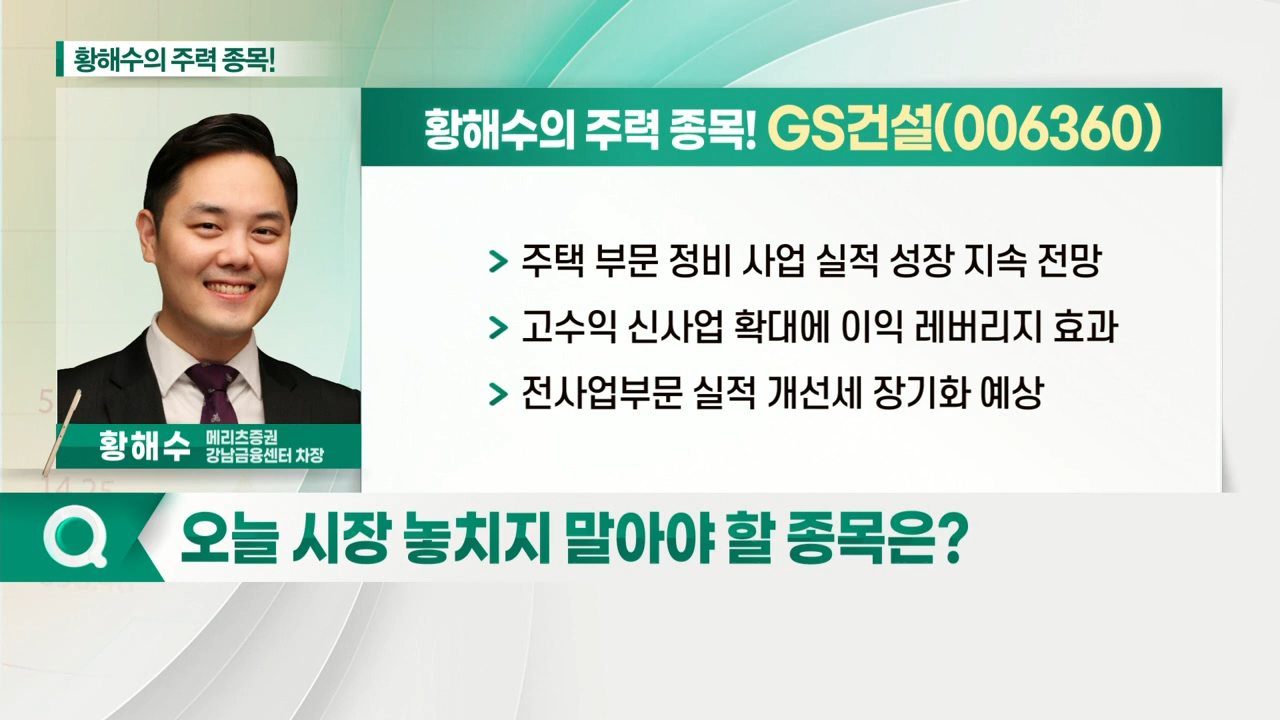 황해수의 주력 종목!
황해수의 주력 종목! GS건설(006360)
> 주택 부문 정비 사업 실적 성장 지속 전망
> 고수익 신사업 확대에 이익 레버리지 효과
> 전사업부문 실적 개선세 장기화 예상
황해수
메리츠증권
강남금융센터 차장
Q 오늘 시장 놓치지 말아야 할 종목은?